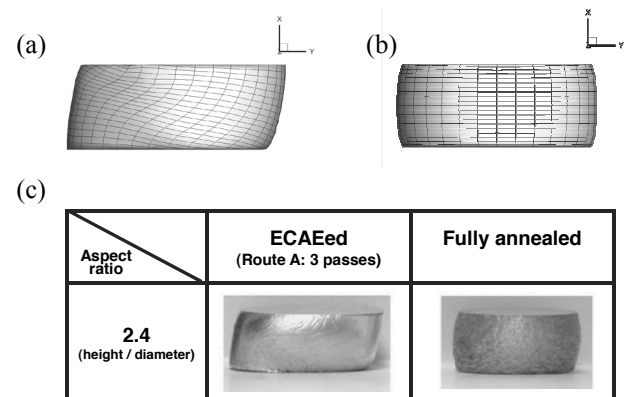 (a)
X
Y
(b)
X
Y
(c)
Aspect
ratio
ECAEed
(Route A: 3 passes)
Fully annealed
2.4
(height / diameter)